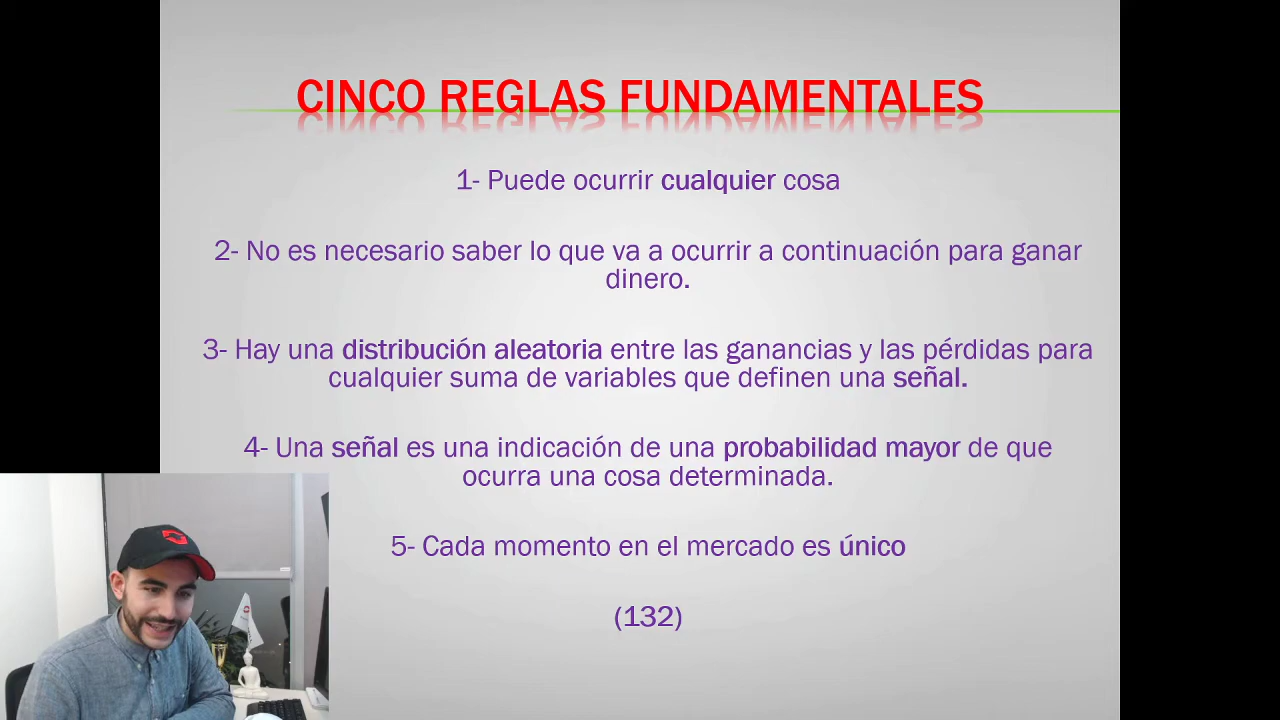 CINCO REGLAS FUNDAMENTALES
1- Puede ocurrir cualquier cosa
2- No es necesario saber lo que va a ocurrir a continuación para ganar
dinero.
3- Hay una distribución aleatoria entre las ganancias y las pérdidas para
cualquier suma de variables que definen una señal.
4- Una señal es una indicación de una probabilidad mayor de que
ocurra una cosa determinada.
5- Cada momento en el mercado es único
(132)